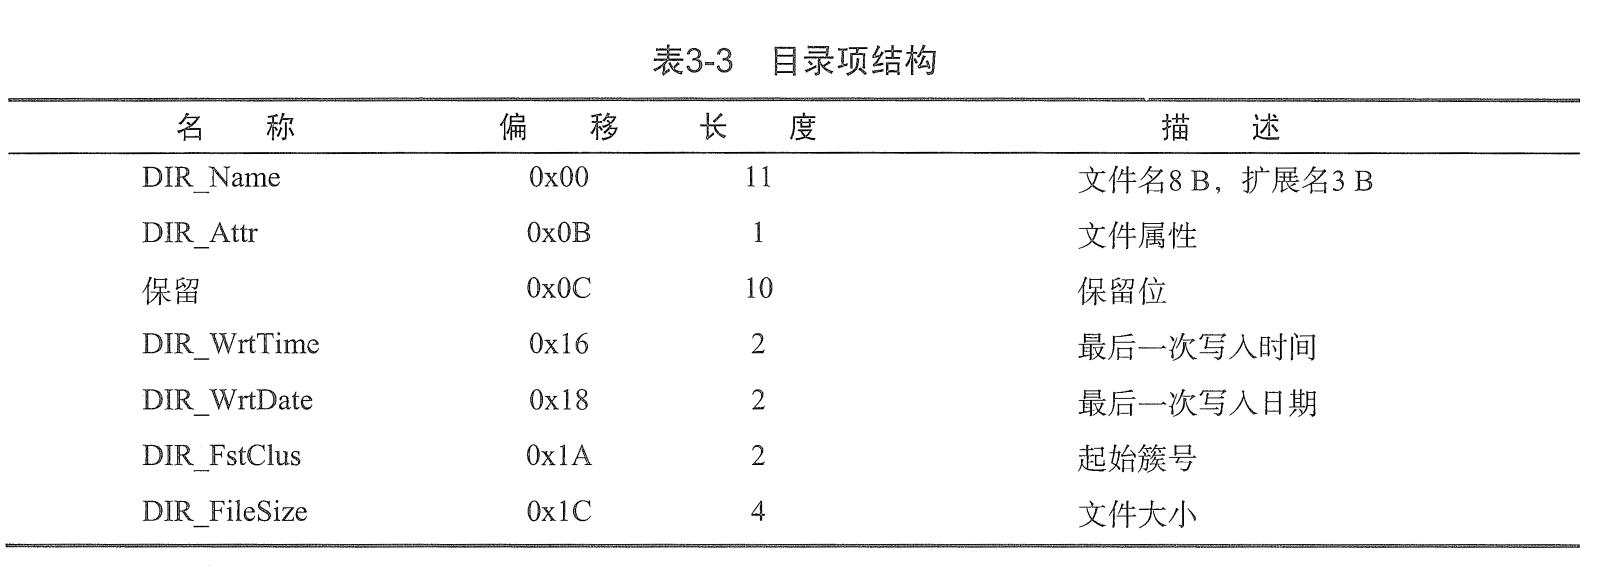 表3-3 目录项结构
名 称 偏 移 长 度 描 述
DIR_Name 0x00 11 文件名8 B，扩展名3 B
DIR_Attr 0x0B 1 文件属性
保留 0x0C 10 保留位
DIR_WrtTime 0x16 2 最后一次写入时间
DIR_WrtDate 0x18 2 最后一次写入日期
DIR_FstClus 0x1A 2 起始簇号
DIR_FileSize 0x1C 4 文件大小